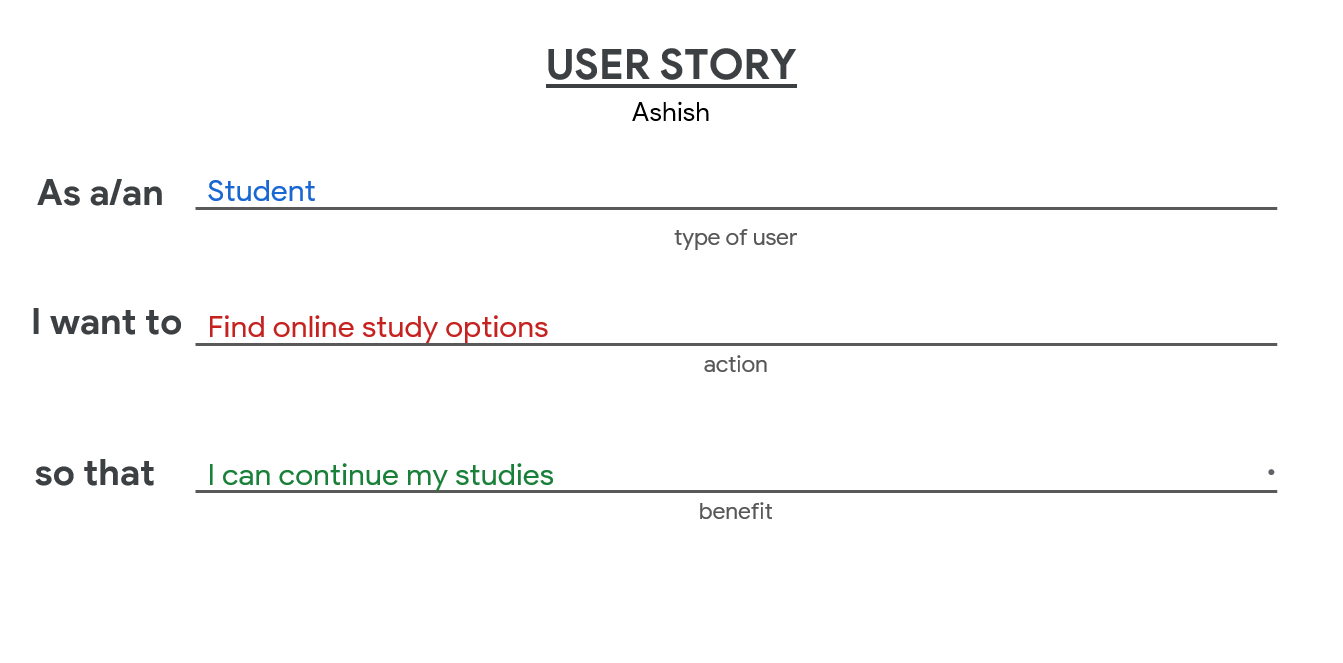 USER STORY
Ashish
As a/an Student
type of user
I want to Find online study options
action
so that I can continue my studies .
benefit